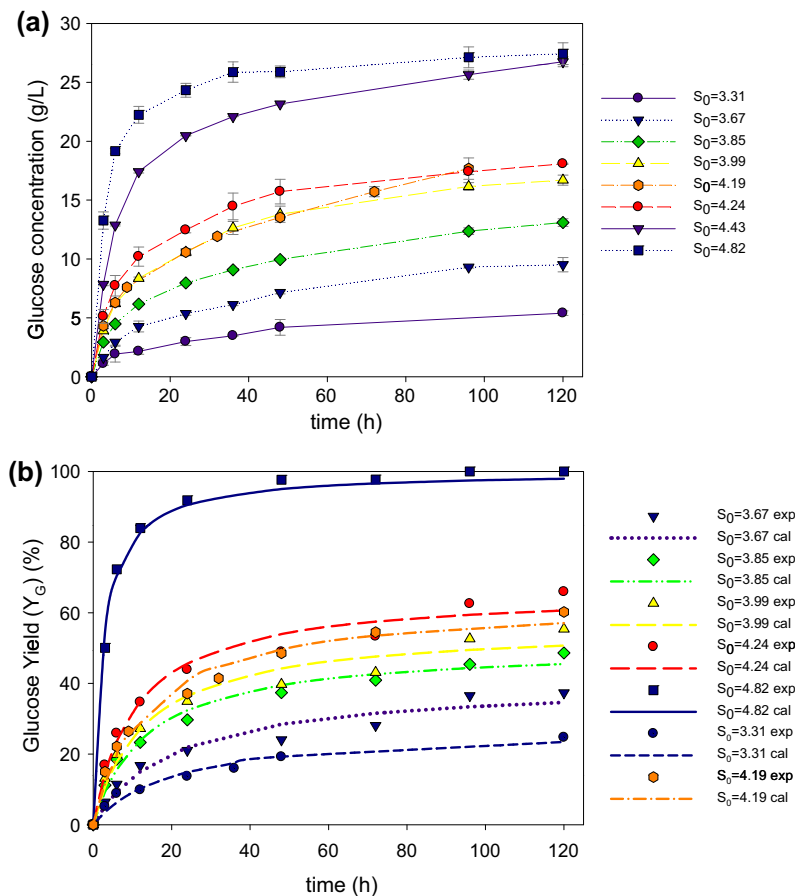 (a)
Glucose concentration (g/L)
30
25
20
15
10
5
0
0 20 40 60 80 100 120
time (h)
S0=3.31
S0=3.67
S0=3.85
S0=3.99
S0=4.19
S0=4.24
S0=4.43
S0=4.82
(b)
Glucose Yield (YG) (%)
100
80
60
40
20
0
0 20 40 60 80 100 120
time (h)
S0=3.67 exp
S0=3.67 cal
S0=3.85 exp
S0=3.85 cal
S0=3.99 exp
S0=3.99 cal
S0=4.24 exp
S0=4.24 cal
S0=4.82 exp
S0=4.82 cal
S0=3.31 exp
S0=3.31 cal
S0=4.19 exp
S0=4.19 cal